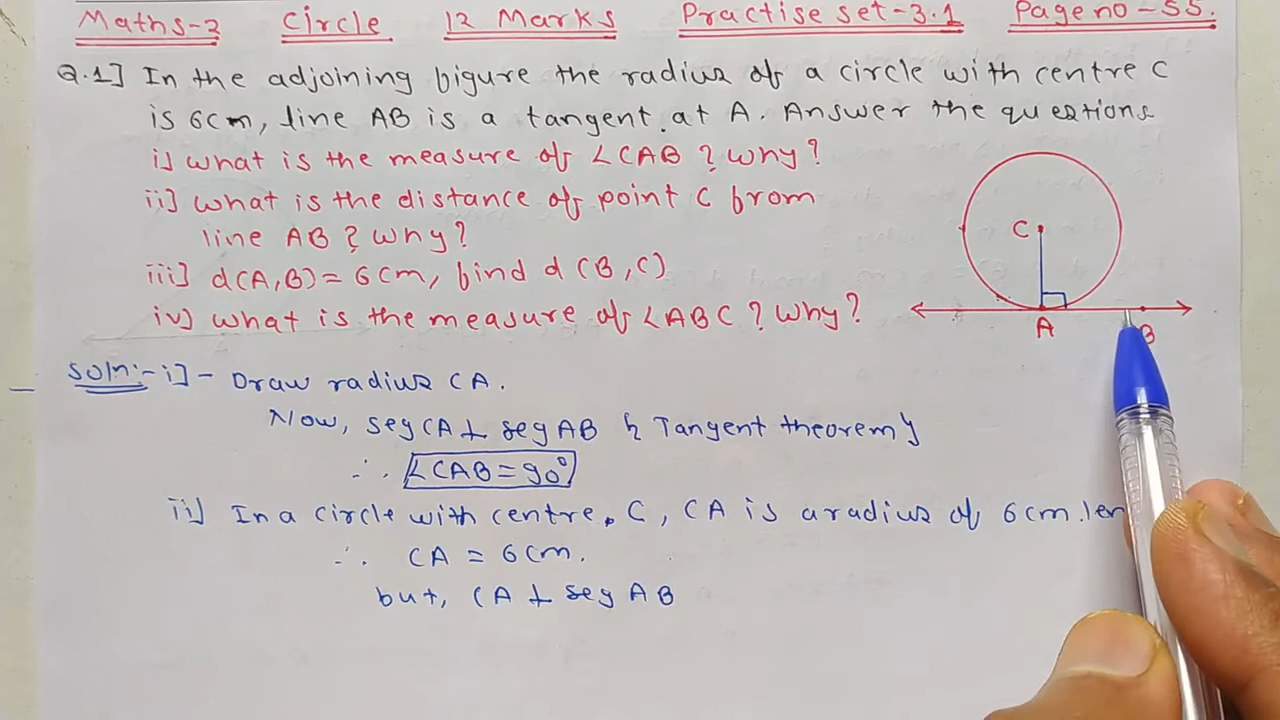 Maths-2 Circle 12 Marks Practise set-3.1 Page no-55.
Q.1] In the adjoining figure the radius of a circle with centre C
is 6cm, line AB is a tangent at A. Answer the questions
i] what is the measure of ∠CAB ? Why?
ii] what is the distance of point C from
line AB ? Why?
iii] d(A,B)= 6cm, find d(B,C)
iv) what is the measure of ∠ABC ? Why?
C
A
B
Soln:- i] - Draw radius CA.
Now, seg CA ⊥ seg AB { Tangent theorem }
∴ ∠CAB = 90°
ii] In a circle with centre C, CA is a radius of 6cm. len
∴ CA = 6cm.
but, CA ⊥ seg AB